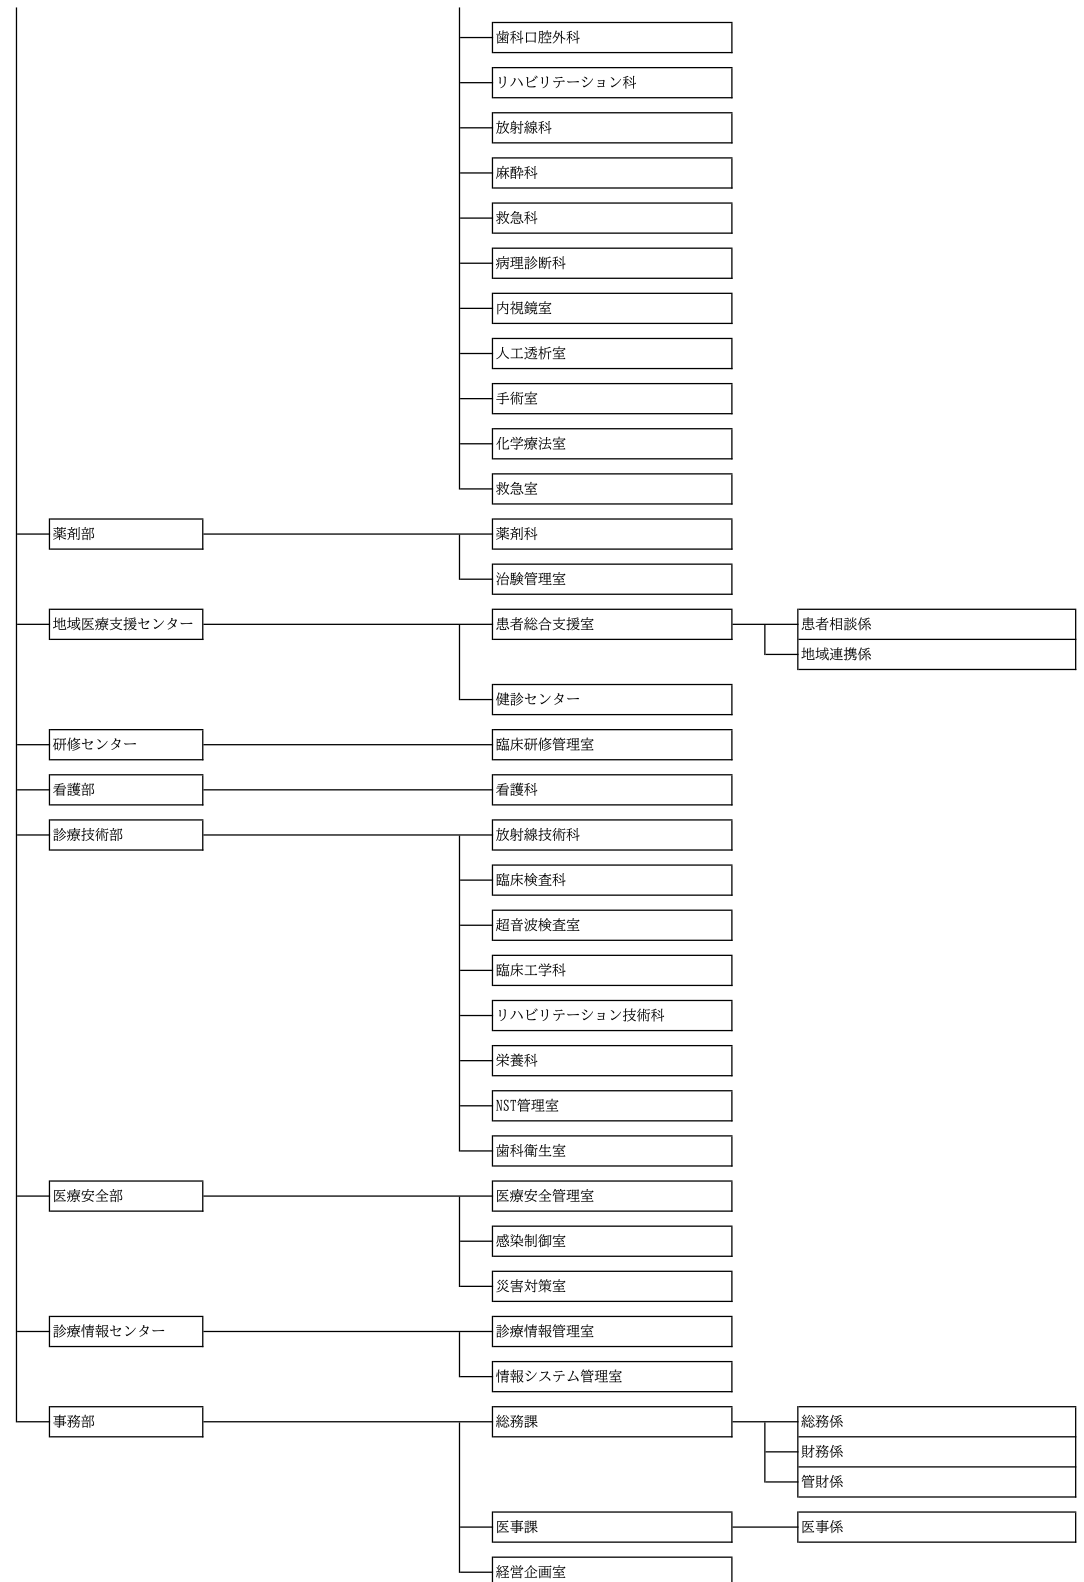 歯科口腔外科
リハビリテーション科
放射線科
麻酔科
救急科
病理診断科
内視鏡室
人工透析室
手術室
化学療法室
救急室
薬剤部
薬剤科
治験管理室
地域医療支援センター
患者総合支援室
患者相談係
地域連携係
健診センター
研修センター
臨床研修管理室
看護部
看護科
診療技術部
放射線技術科
臨床検査科
超音波検査室
臨床工学科
リハビリテーション技術科
栄養科
NST管理室
歯科衛生室
医療安全部
医療安全管理室
感染制御室
災害対策室
診療情報センター
診療情報管理室
情報システム管理室
事務部
総務課
総務係
財務係
管財係
医事課
医事係
経営企画室